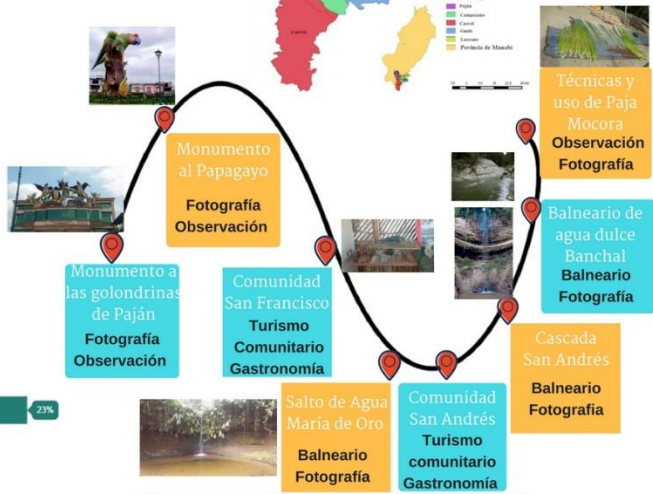 Paján
Campozano
Cascol
Guale
Lascano
Povincia de Manabí
Técnicas y
uso de Paja
Mocora
Observación
Fotografía
Monumento
al Papagayo
Fotografía
Observación
Balneario de
agua dulce
Banchal
Balneario
Fotografía
Monumento a
las golondrinas
de Paján
Fotografía
Observación
Comunidad
San Francisco
Turismo
Comunitario
Gastronomía
Cascada
San Andrés
Balneario
Fotografia
Salto de Agua
María de Oro
Balneario
Fotografía
Comunidad
San Andrés
Turismo
comunitario
Gastronomía
23%